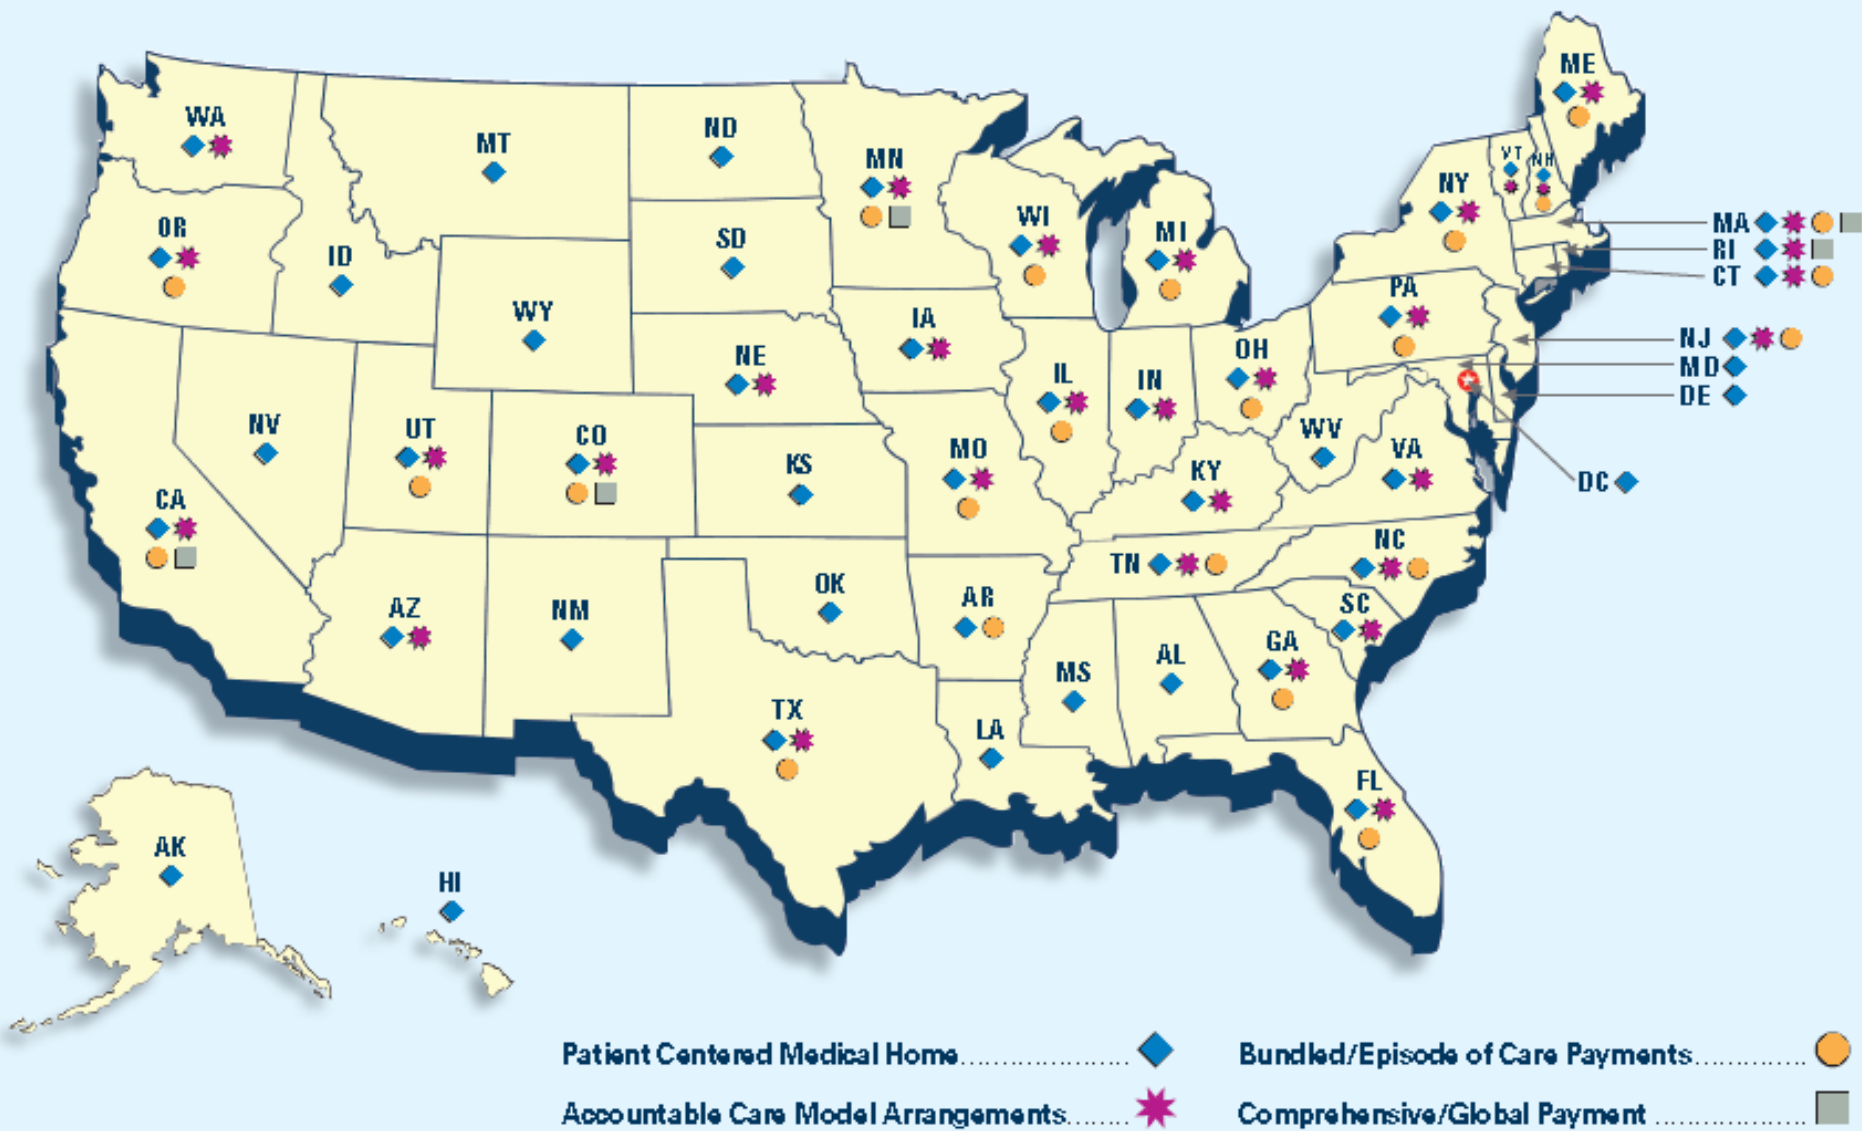 ME
WA
ND
MT
MN
VT
NH
NY
WI
MA
OR
SD
MI
RI
ID
CT
PA
WY
IA
NJ
NE
OH
MD
IL
IN
DE
NV
UT
CO
WV
MO
VA
KS
KY
DC
CA
NC
TN
OK
AR
SC
AZ
NM
GA
AL
MS
TX
LA
FL
AK
HI
Patient Centered Medical Home....................
Bundled/Episode of Care Payments.............
Accountable Care Model Arrangements.......
Comprehensive/Global Payment ..................